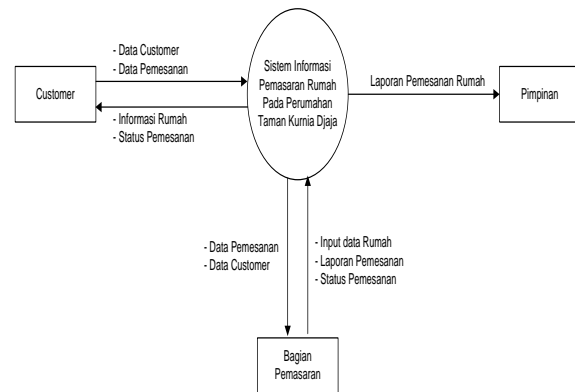 - Data Customer
- Data Pemesanan
Customer
- Informasi Rumah
- Status Pemesanan
Sistem Informasi
Pemasaran Rumah
Pada Perumahan
Taman Kurnia Djaja
Laporan Pemesanan Rumah
Pimpinan
- Data Pemesanan
- Data Customer
- Input data Rumah
- Laporan Pemesanan
- Status Pemesanan
Bagian
Pemasaran